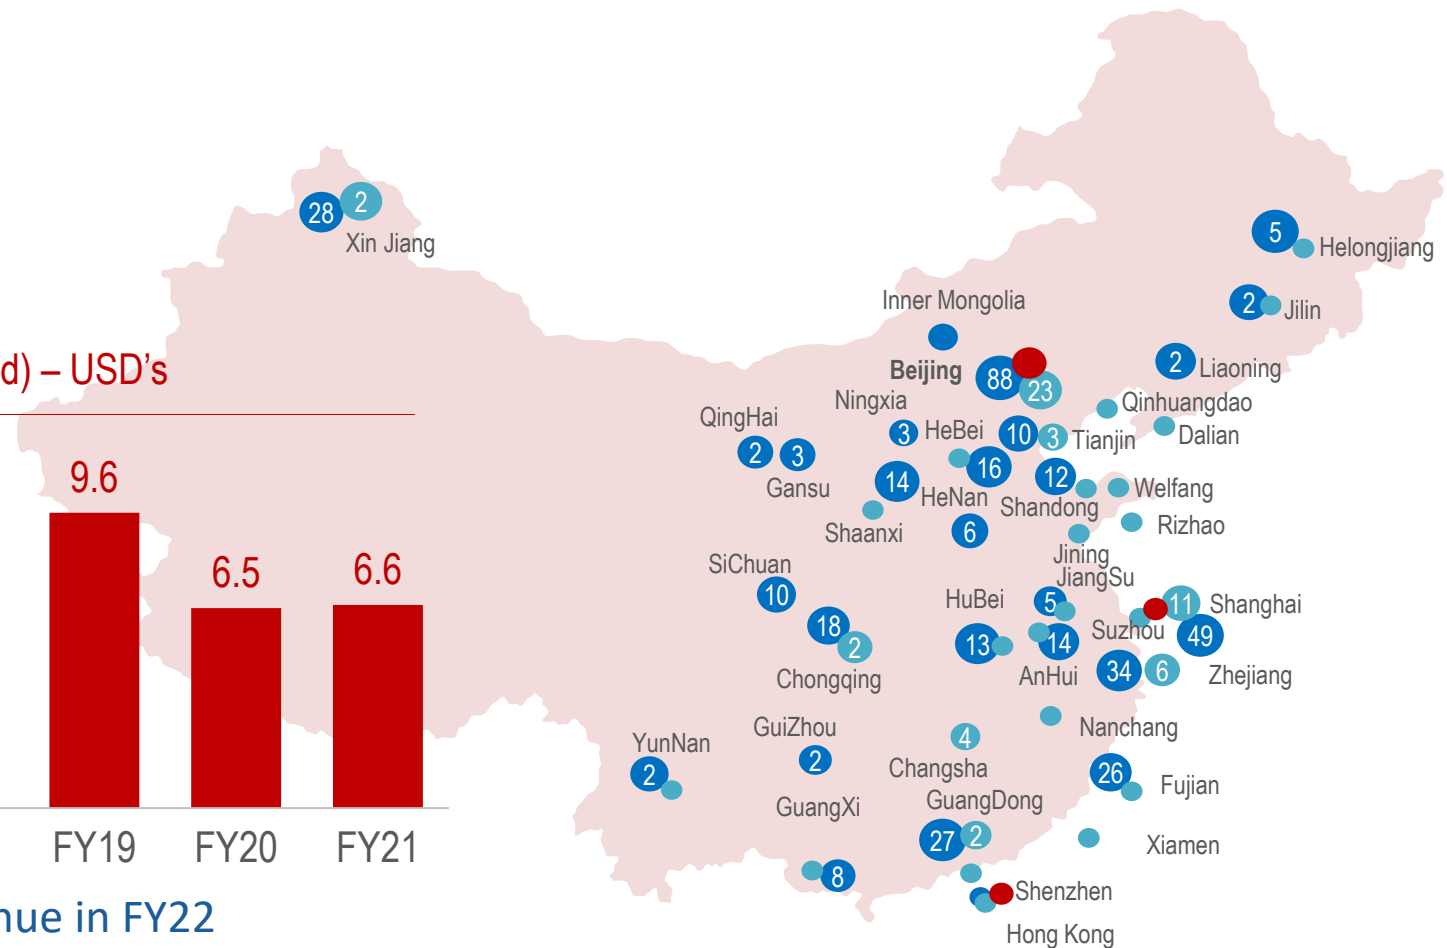 d) – USD's
9.6
6.5
6.6
FY19
FY20
FY21
nue in FY22
28
2
Xin Jiang
5
Helongjiang
2
Jilin
Inner Mongolia
Beijing
88
23
2
Liaoning
Qinhuangdao
Dalian
Ningxia
3
QingHai
2
3
Gansu
HeBei
10
3
Tianjin
16
14
HeNan
12
Shandong
Welfang
Rizhao
Shaanxi
6
Jining
JiangSu
SiChuan
10
HuBei
5
11
Shanghai
Suzhou
49
18
2
Chongqing
13
14
AnHui
34
6
Zhejiang
Nanchang
YunNan
2
GuiZhou
2
4
Changsha
26
Fujian
GuangXi
GuangDong
27
2
Xiamen
8
Shenzhen
Hong Kong